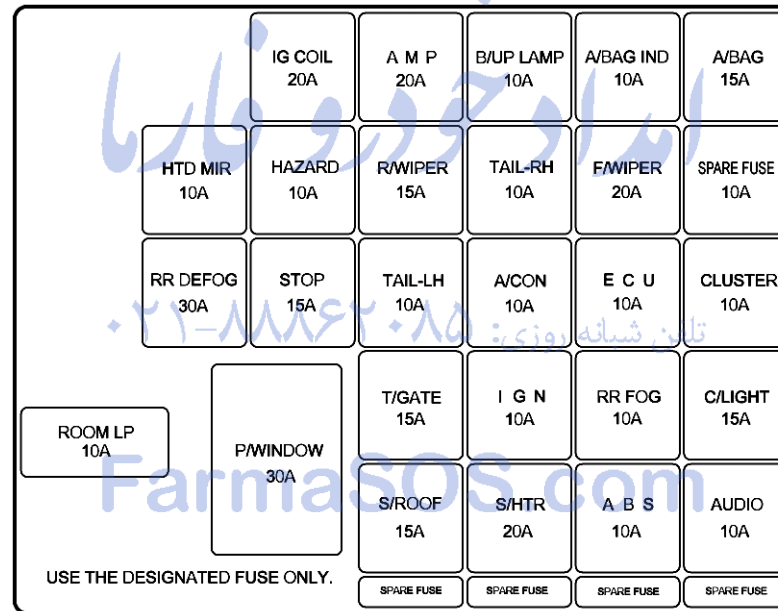 IG COIL
20A
A M P
20A
B/UP LAMP
10A
A/BAG IND
10A
A/BAG
15A
امداد خودرو فارما
HTD MIR
10A
HAZARD
10A
R/WIPER
15A
TAIL-RH
10A
F/WIPER
20A
SPARE FUSE
10A
RR DEFOG
30A
STOP
15A
TAIL-LH
10A
A/CON
10A
E C U
10A
CLUSTER
10A
تلفن شبانه روزی: ۸۸۸۶۲۰۸۵-۰۲۱
T/GATE
15A
I G N
10A
RR FOG
10A
C/LIGHT
15A
ROOM LP
10A
P/WINDOW
30A
FarmaSOS.com
S/ROOF
15A
S/HTR
20A
A B S
10A
AUDIO
10A
USE THE DESIGNATED FUSE ONLY.
SPARE FUSE
SPARE FUSE
SPARE FUSE
SPARE FUSE